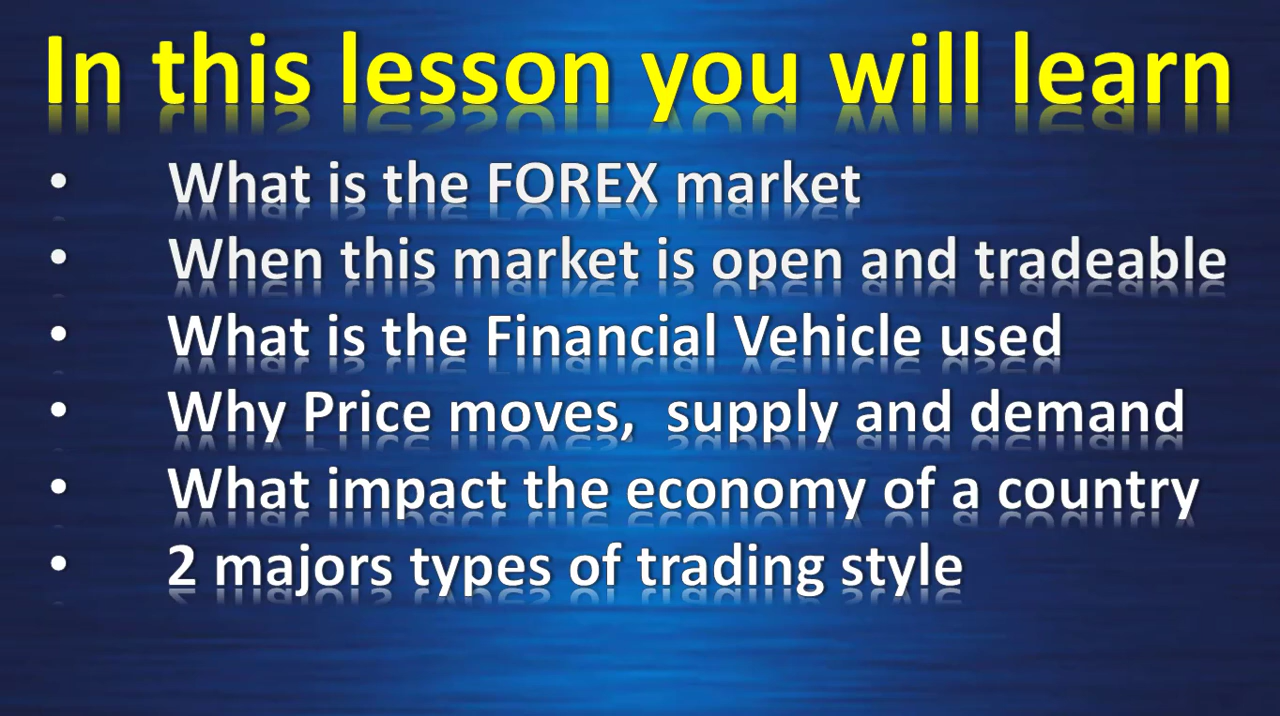 In this lesson you will learn
• What is the FOREX market
• When this market is open and tradeable
• What is the Financial Vehicle used
• Why Price moves,  supply and demand
• What impact the economy of a country
• 2 majors types of trading style